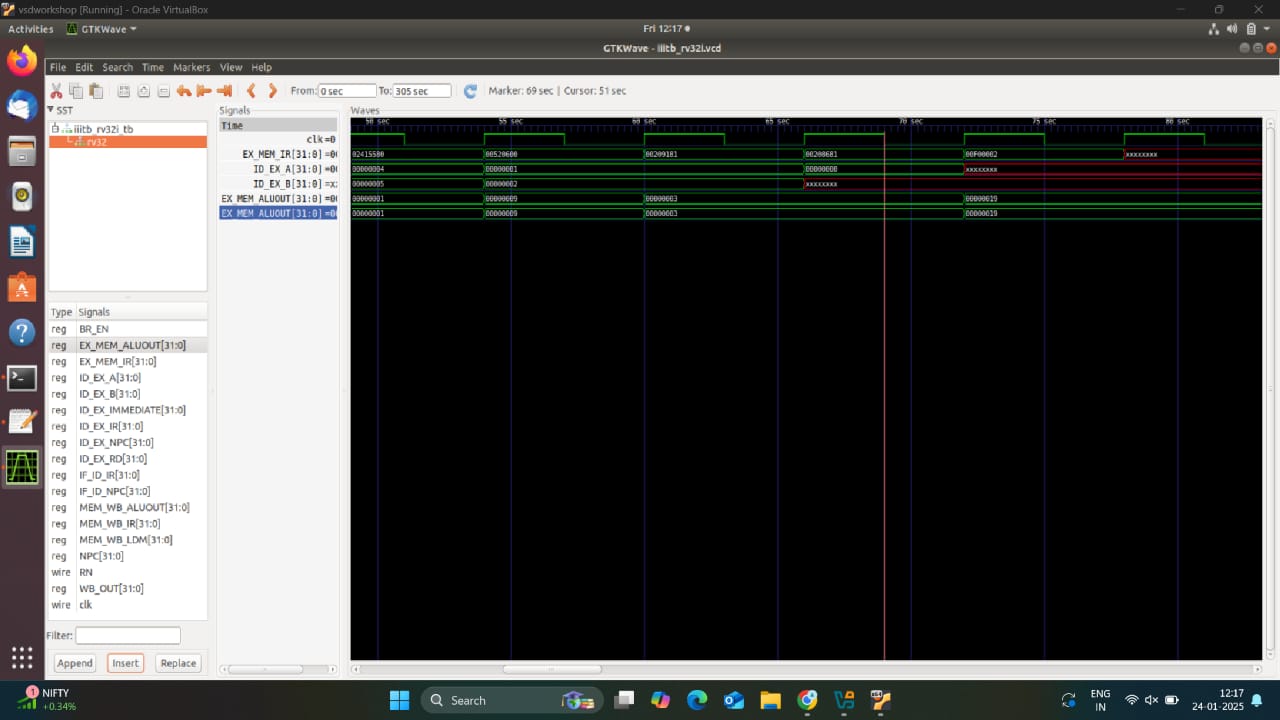 vsdworkshop [Running] - Oracle VirtualBox
Activities GTKWave Fri 12:17
GTKWave - iiitb_rv32i.vcd
File Edit Search Time Markers View Help
From: 0 sec To: 305 sec Marker: 69 sec | Cursor: 51 sec
SST
iiitb_rv32i_tb
rv32
Type Signals
reg BR_EN
reg EX_MEM_ALUOUT[31:0]
reg EX_MEM_IR[31:0]
reg ID_EX_A[31:0]
reg ID_EX_B[31:0]
reg ID_EX_IMMEDIATE[31:0]
reg ID_EX_IR[31:0]
reg ID_EX_NPC[31:0]
reg ID_EX_RD[31:0]
reg IF_ID_IR[31:0]
reg IF_ID_NPC[31:0]
reg MEM_WB_ALUOUT[31:0]
reg MEM_WB_IR[31:0]
reg MEM_WB_LDM[31:0]
reg NPC[31:0]
wire RN
reg WB_OUT[31:0]
wire clk
Filter:
Append Insert Replace
Signals
Time
clk=0
EX_MEM_IR[31:0] =00
ID_EX_A[31:0] =00
ID_EX_B[31:0] =x
EX_MEM_ALUOUT[31:0] =00
EX_MEM_ALUOUT[31:0] =00
Waves
50 sec 55 sec 60 sec 65 sec 70 sec 75 sec 80 sec
02415580 00520600 00209181 00208681 00F00002 xxxxxxxx
00000004 00000001 00000000 xxxxxxxx
00000005 00000002 xxxxxxxx
00000001 00000009 00000003 00000019
00000001 00000009 00000003 00000019
1 NIFTY
+0.34%
Search
ENG
IN
12:17
24-01-2025